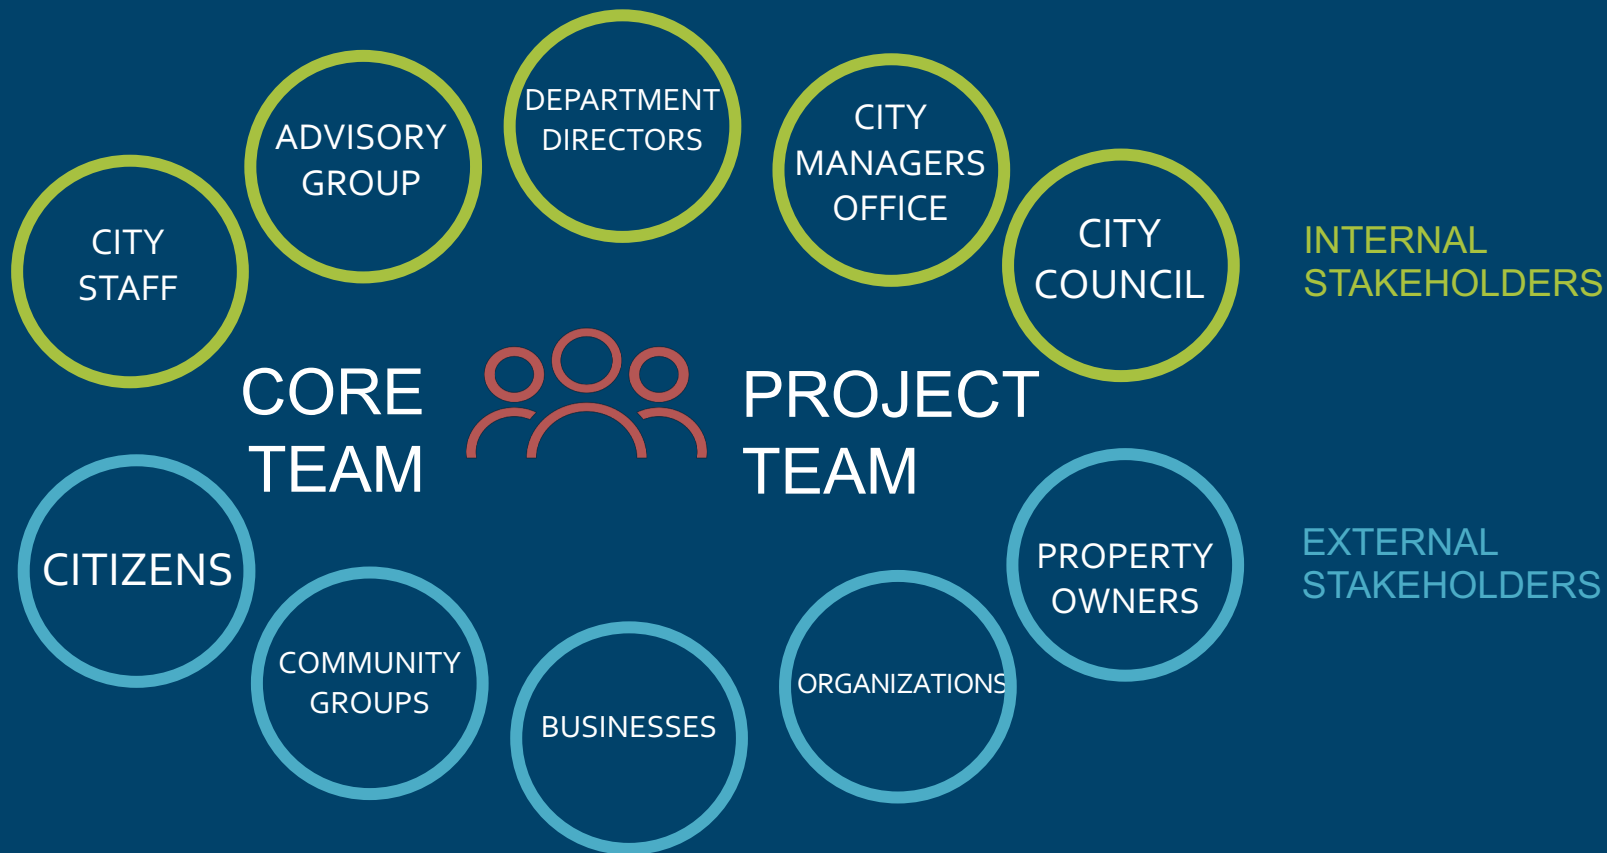 CITY
STAFF
ADVISORY
GROUP
DEPARTMENT
DIRECTORS
CITY
MANAGERS
OFFICE
CITY
COUNCIL
INTERNAL
STAKEHOLDERS
CORE
TEAM
PROJECT
TEAM
CITIZENS
COMMUNITY
GROUPS
BUSINESSES
ORGANIZATIONS
PROPERTY
OWNERS
EXTERNAL
STAKEHOLDERS